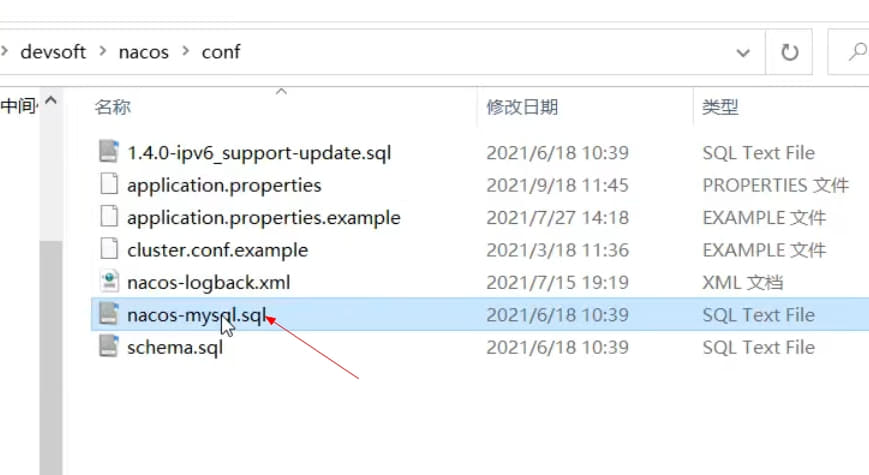 devsoft > nacos > conf
中间
名称 修改日期 类型
1.4.0-ipv6_support-update.sql 2021/6/18 10:39 SQL Text File
application.properties 2021/9/18 11:45 PROPERTIES 文件
application.properties.example 2021/7/27 14:18 EXAMPLE 文件
cluster.conf.example 2021/3/18 11:36 EXAMPLE 文件
nacos-logback.xml 2021/7/15 19:19 XML 文档
nacos-mysql.sql 2021/6/18 10:39 SQL Text File
schema.sql 2021/6/18 10:39 SQL Text File